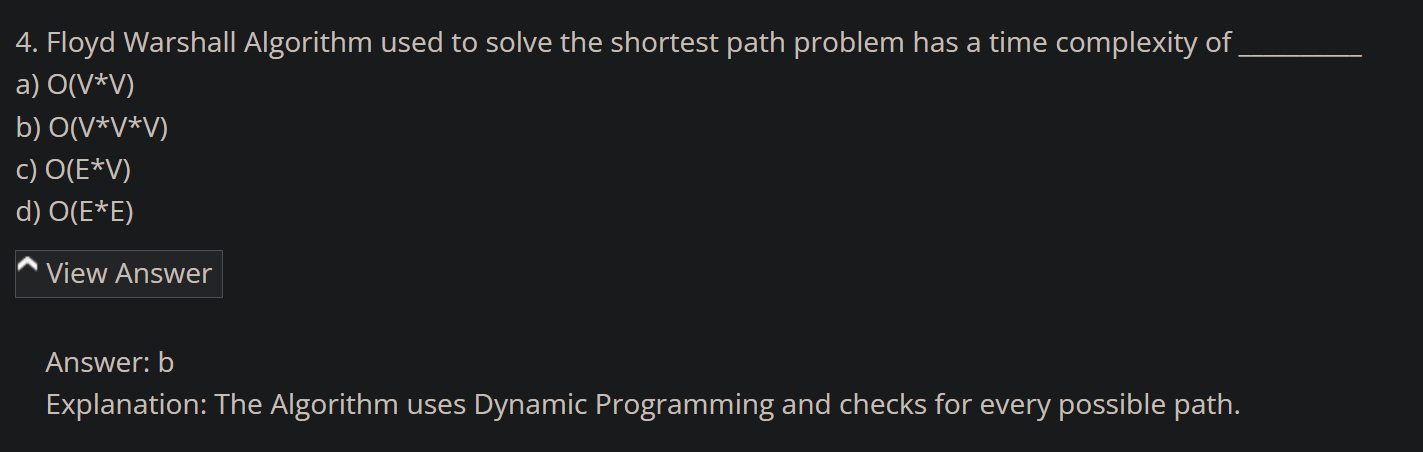 4. Floyd Warshall Algorithm used to solve the shortest path problem has a time complexity of __________
a) O(V*V)
b) O(V*V*V)
c) O(E*V)
d) O(E*E)
View Answer
Answer: b
Explanation: The Algorithm uses Dynamic Programming and checks for every possible path.